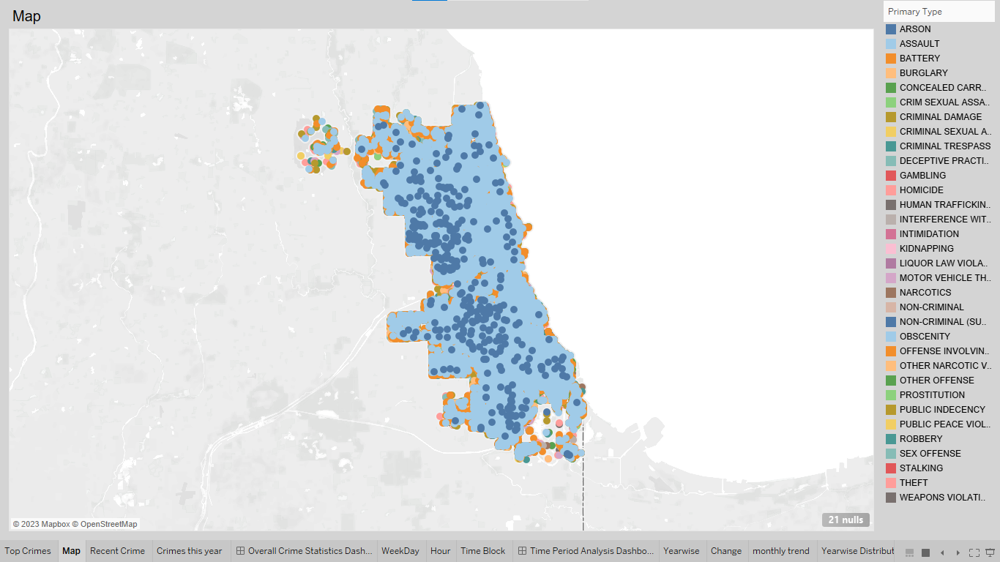 Map
Primary Type
ARSON
ASSAULT
BATTERY
BURGLARY
CONCEALED CARR..
CRIM SEXUAL ASSA..
CRIMINAL DAMAGE
CRIMINAL SEXUAL A..
CRIMINAL TRESPASS
DECEPTIVE PRACTI..
GAMBLING
HOMICIDE
HUMAN TRAFFICKIN..
INTERFERENCE WIT..
INTIMIDATION
KIDNAPPING
LIQUOR LAW VIOLA..
MOTOR VEHICLE TH..
NARCOTICS
NON-CRIMINAL
NON-CRIMINAL (SU..
OBSCENITY
OFFENSE INVOLVIN..
OTHER NARCOTIC V..
OTHER OFFENSE
PROSTITUTION
PUBLIC INDECENCY
PUBLIC PEACE VIOL..
ROBBERY
SEX OFFENSE
STALKING
THEFT
WEAPONS VIOLATI..
© 2023 Mapbox © OpenStreetMap
21 nulls
Top Crimes Map Recent Crime Crimes this year Overall Crime Statistics Dash... WeekDay Hour Time Block Time Period Analysis Dashbo... Yearwise Change monthly trend Yearwise Distribut